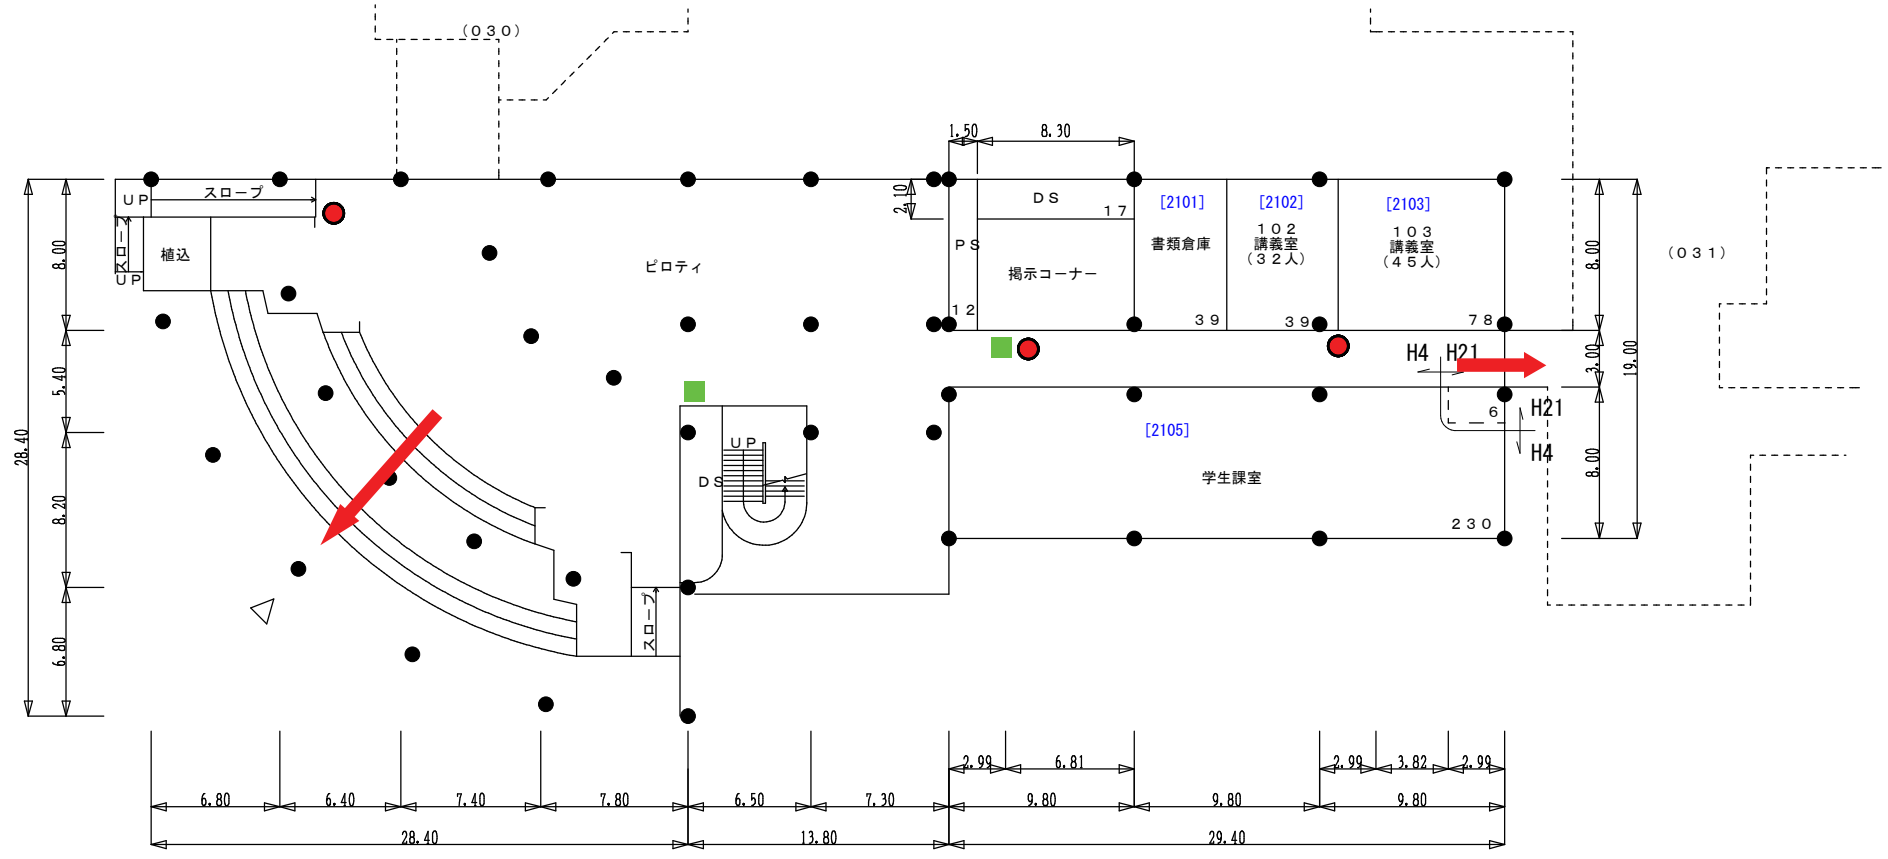 （０３０）
1.50
8.30
ＵＰ
スロープ
2.10
ＤＳ
１７
[2101]
[2102]
[2103]
スロープ
植込
ＵＰ
8.00
ピロティ
ＰＳ
掲示コーナー
書類倉庫
１０２
講義室
（３２人）
１０３
講義室
（４５人）
8.00
（０３１）
１２
３９
３９
７８
H4
H21
3.00
19.00
5.40
28.40
6
H21
H4
[2105]
ＵＰ
ＤＳ
学生課室
8.00
２３０
8.20
スロープ
6.80
2.99
6.81
2.99
3.82
2.99
6.80
6.40
7.40
7.80
6.50
7.30
9.80
9.80
9.80
28.40
13.80
29.40